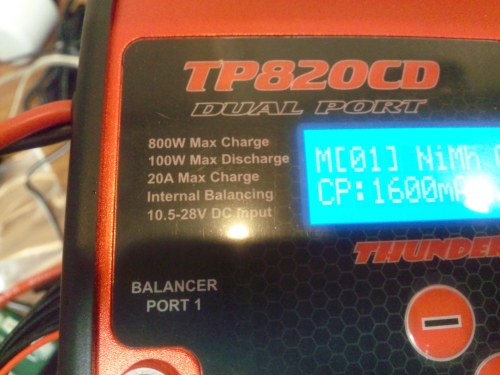 TP820CD
DUAL PORT
800W Max Charge
100W Max Discharge
20A Max Charge
Internal Balancing
10.5-28V DC Input
M[01] NiMh
CP:1600mA
THUNDER
BALANCER
PORT 1